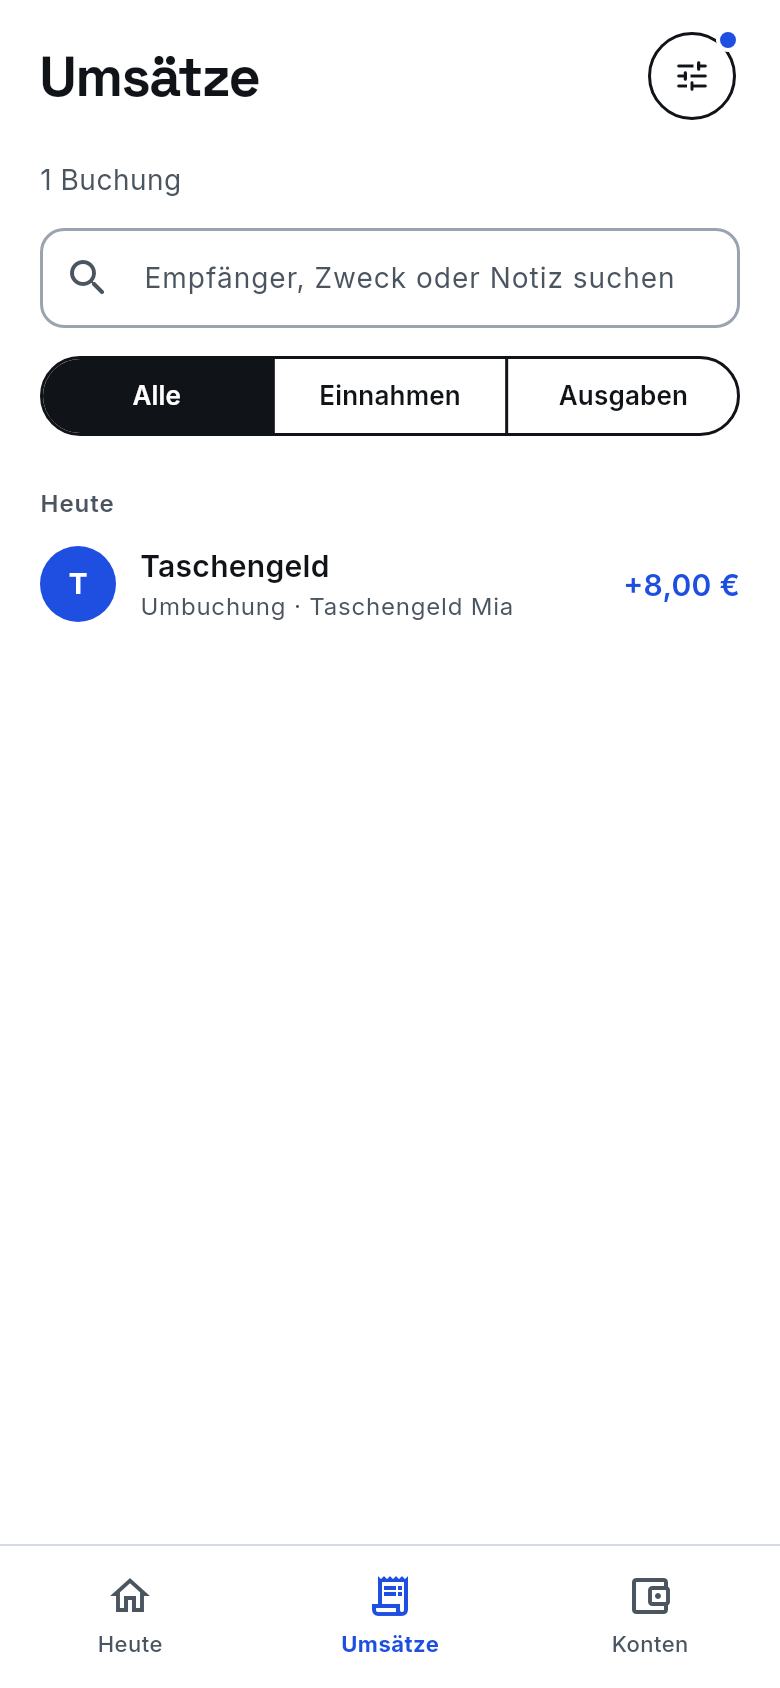 Umsätze
1 Buchung
Empfänger, Zweck oder Notiz suchen
Alle
Einnahmen
Ausgaben
Heute
T
Taschengeld
+8,00 €
Umbuchung · Taschengeld Mia
Heute
Umsätze
Konten